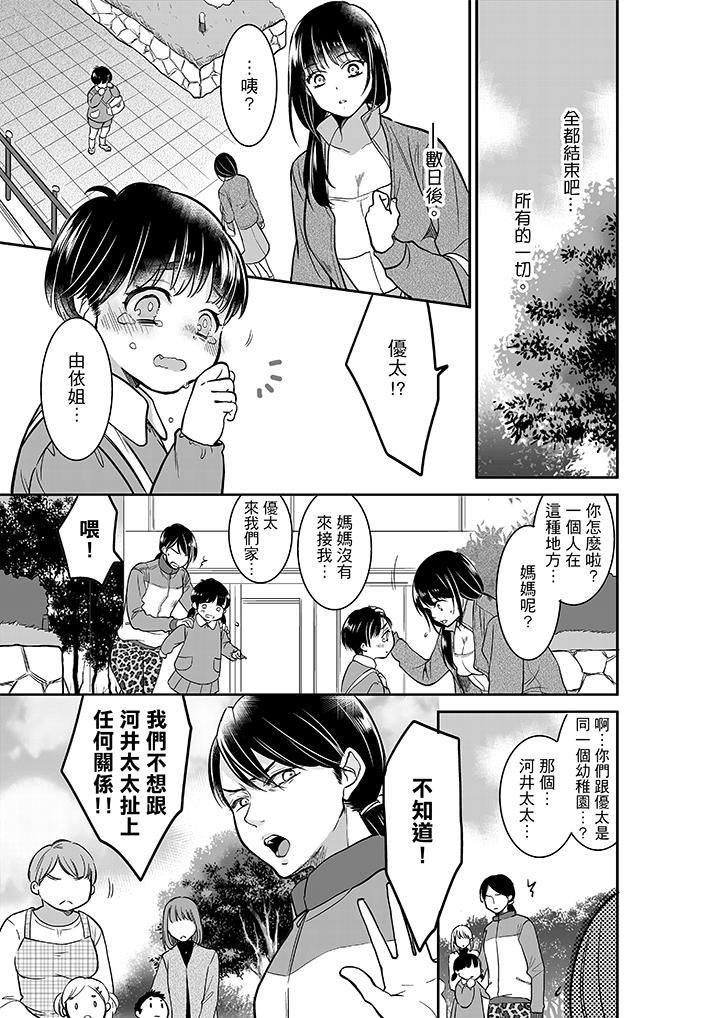 全都結束吧…
所有的一切。
──數日後。
…咦？
優太!?
由依姐…
你怎麼啦？
一個人在
這種地方…
媽媽呢？
媽媽沒有
來接我…
優太
來我們家…
喂！
啊…你們跟優太是
同一個幼稚園…？
那個…
河井太太…
不知道！
我們不想跟
河井太太扯上
任何關係!!